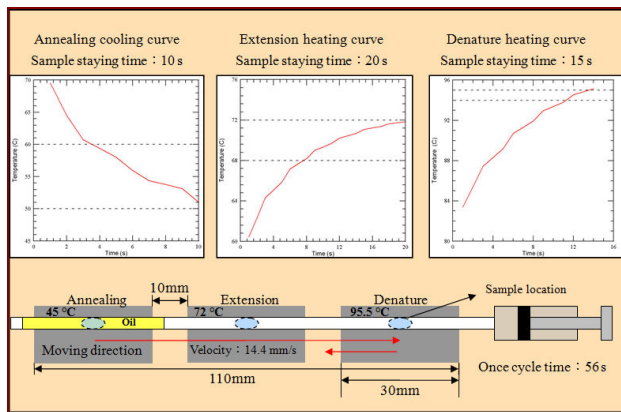 Annealing cooling curve
Sample staying time：10 s
Extension heating curve
Sample staying time：20 s
Denature heating curve
Sample staying time：15 s
Temperature (C)
70
60
55
50
45
0
4
8
10
Time (s)
Temperature (C)
76
72
68
64
60
0
4
8
12
16
20
Time (s)
Temperature (C)
96
92
88
84
80
0
4
8
12
16
Time (s)
10mm
Annealing
Extension
Denature
Sample location
45 °C
72 °C
95.5 °C
Oil
Moving direction
Velocity：14.4 mm/s
Once cycle time：56s
110mm
30mm